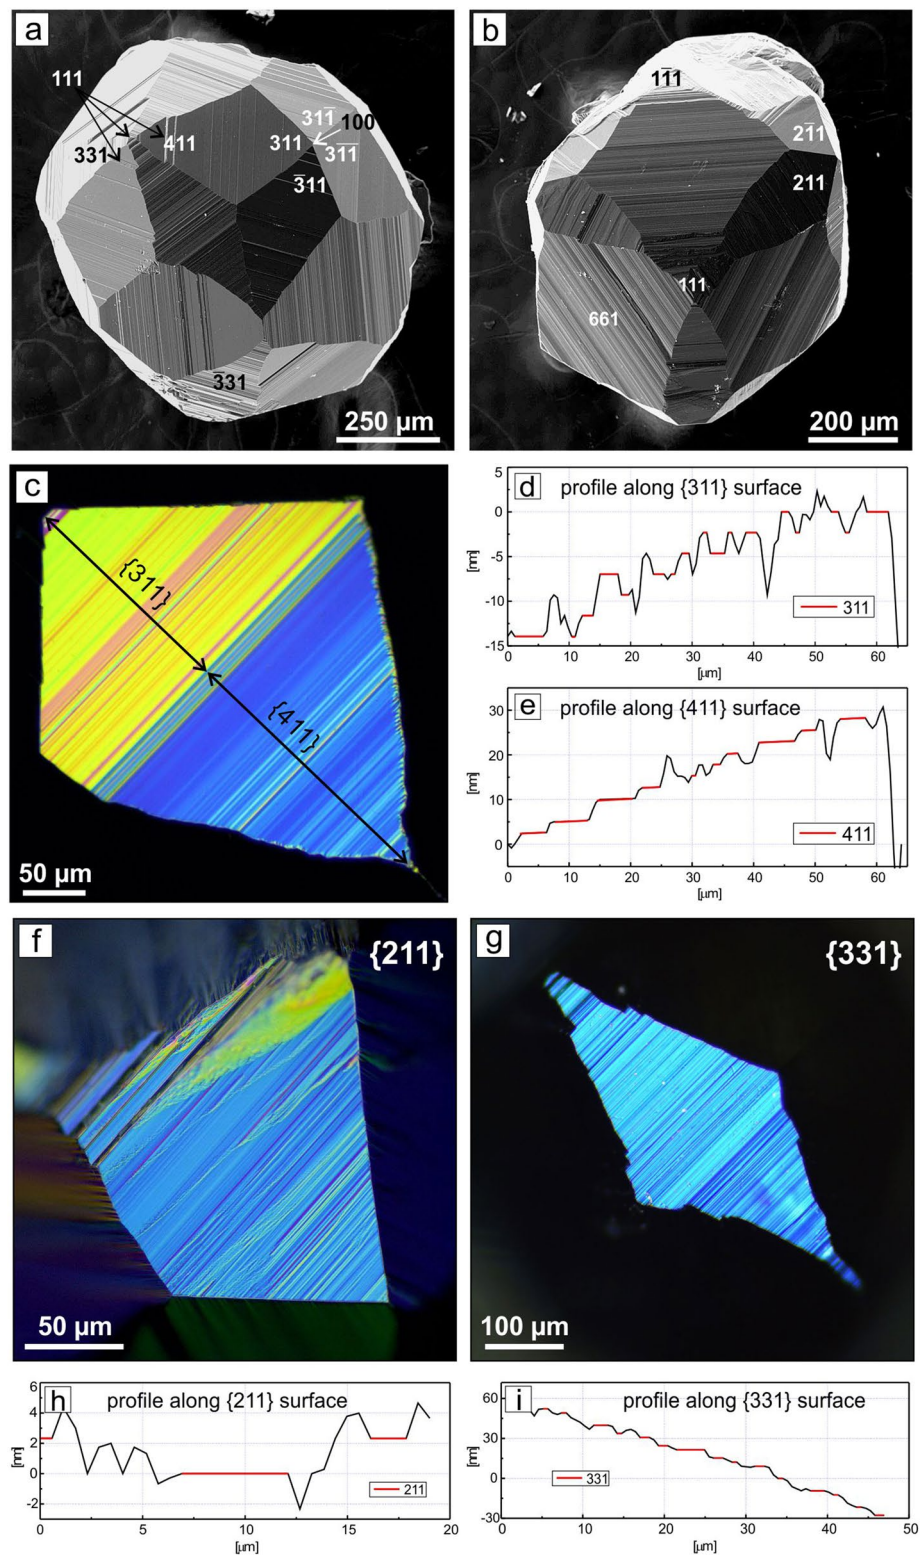 a
111
331
411
311̄
100
311
31̄1̄
3̄11
3̄31
250 µm
b
11̄1
21̄1
211
111
661
200 µm
c
{311}
{411}
50 µm
d
profile along {311} surface
[nm]
0
-5
-10
-15
311
0 10 20 30 40 50 60
[µm]
e
profile along {411} surface
[nm]
30
20
10
0
411
0 10 20 30 40 50 60
[µm]
f
{211}
50 µm
g
{331}
100 µm
h
profile along {211} surface
[nm]
6
4
2
0
-2
211
0 5 10 15 20
[µm]
i
profile along {331} surface
[nm]
60
30
0
-30
331
0 10 20 30 40 50
[µm]